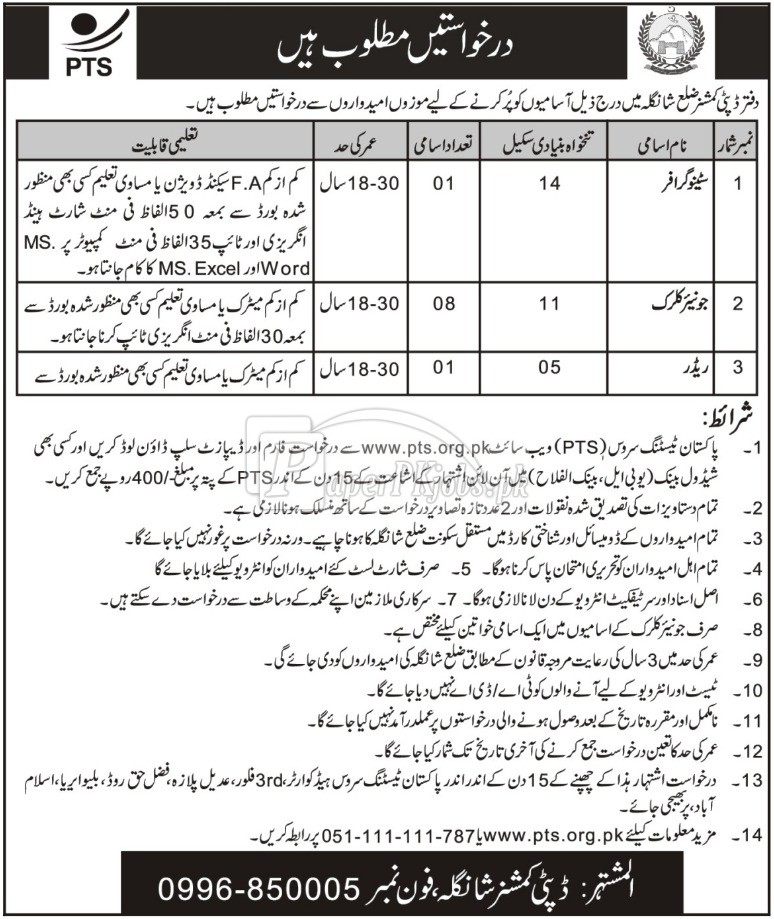 PTS
درخواستیں مطلوب ہیں
دفتر ڈپٹی کمشنر ضلع شانگلہ میں درج ذیل آسامیوں کو پُر کرنے کے لیے موزوں امیدواروں سے درخواستیں مطلوب ہیں۔
نمبر شمار نام اسامی تنخواہ بنیادی سکیل تعداد اسامی عمر کی حد تعلیمی قابلیت
1 سٹینو گرافر 14 01 18-30 سال کم از کم F.A سیکنڈ ڈویژن یا مساوی تعلیم کسی بھی منظور
شدہ بورڈ سے بمعہ 50 الفاظ فی منٹ شارٹ ہینڈ
انگریزی اور ٹائپ 35 الفاظ فی منٹ کمپیوٹر پر MS.
Word اور MS. Excel کا کام جانتا ہو۔
2 جونیئر کلرک 11 08 18-30 سال کم از کم میٹرک یا مساوی تعلیم کسی بھی منظور شدہ بورڈ سے
بمعہ 30 الفاظ فی منٹ انگریزی ٹائپ کرنا جانتا ہو۔
3 ریڈر 05 01 18-30 سال کم از کم میٹرک یا مساوی تعلیم کسی بھی منظور شدہ بورڈ سے
شرائط:
1۔ پاکستان ٹیسٹنگ سروس (PTS) ویب سائٹ www.pts.org.pk سے درخواست فارم اور ڈیپازٹ سلپ ڈاؤن لوڈ کریں اور کسی بھی
شیڈول بینک (یو بی ایل، بینک الفلاح) میں آن لائن اشتہار کے اشاعت کے 15 دن کے اندر PTS کے پتہ پر مبلغ -/400 روپے جمع کریں۔
2۔ تمام دستاویزات کی تصدیق شدہ نقولات اور 2 عدد تازہ تصاویر درخواست کے ساتھ منسلک ہونا لازمی ہے۔
3۔ تمام امیدواروں کے ڈومیسائل اور شناختی کارڈ میں مستقل سکونت ضلع شانگلہ کا ہونا چاہیے۔ ورنہ درخواست پر غور نہیں کیا جائے گا۔
4۔ تمام اہل امیدواران کو تحریری امتحان پاس کرنا ہوگا۔ 5۔ صرف شارٹ لسٹ کئے امیدواران کو انٹرویو کیلئے بلایا جائے گا
6۔ اصل اسناد اور سرٹیفکیٹ انٹرویو کے دن لانا لازمی ہوگا۔ 7۔ سرکاری ملازمین اپنے محکمہ کے وساطت سے درخواست دے سکتے ہیں۔
8۔ صرف جونیئر کلرک کے اسامیوں میں ایک اسامی خواتین کیلئے مختص ہے۔
9۔ عمر کی حد میں 3 سال کی رعایت مروجہ قانون کے مطابق ضلع شانگلہ کی امیدواروں کو دی جائے گی۔
10۔ ٹیسٹ اور انٹرویو کے لیے آنے والوں کو ٹی اے/ ڈی اے نہیں دیا جائے گا۔
11۔ نامکمل اور مقررہ تاریخ کے بعد وصول ہونے والی درخواستوں پر عملدرآمد نہیں کیا جائے گا۔
12۔ عمر کی حد کا تعین درخواست جمع کرنے کی آخری تاریخ تک شمار کیا جائے گا۔
13۔ درخواست اشتہار ہذا کے چھپنے کے 15 دن کے اندر اندر پاکستان ٹیسٹنگ سروس ہیڈ کوارٹر، 3rd فلور، عدیل پلازہ، فضل حق روڈ، بلیو ایریا، اسلام
آباد، پر بھیجی جائے۔
14۔ مزید معلومات کیلئے www.pts.org.pk یا 051-111-111-787 پر رابطہ کریں۔
المشتہر: ڈپٹی کمشنر شانگلہ، فون نمبر 0996-850005
PaperPkjobs.pk